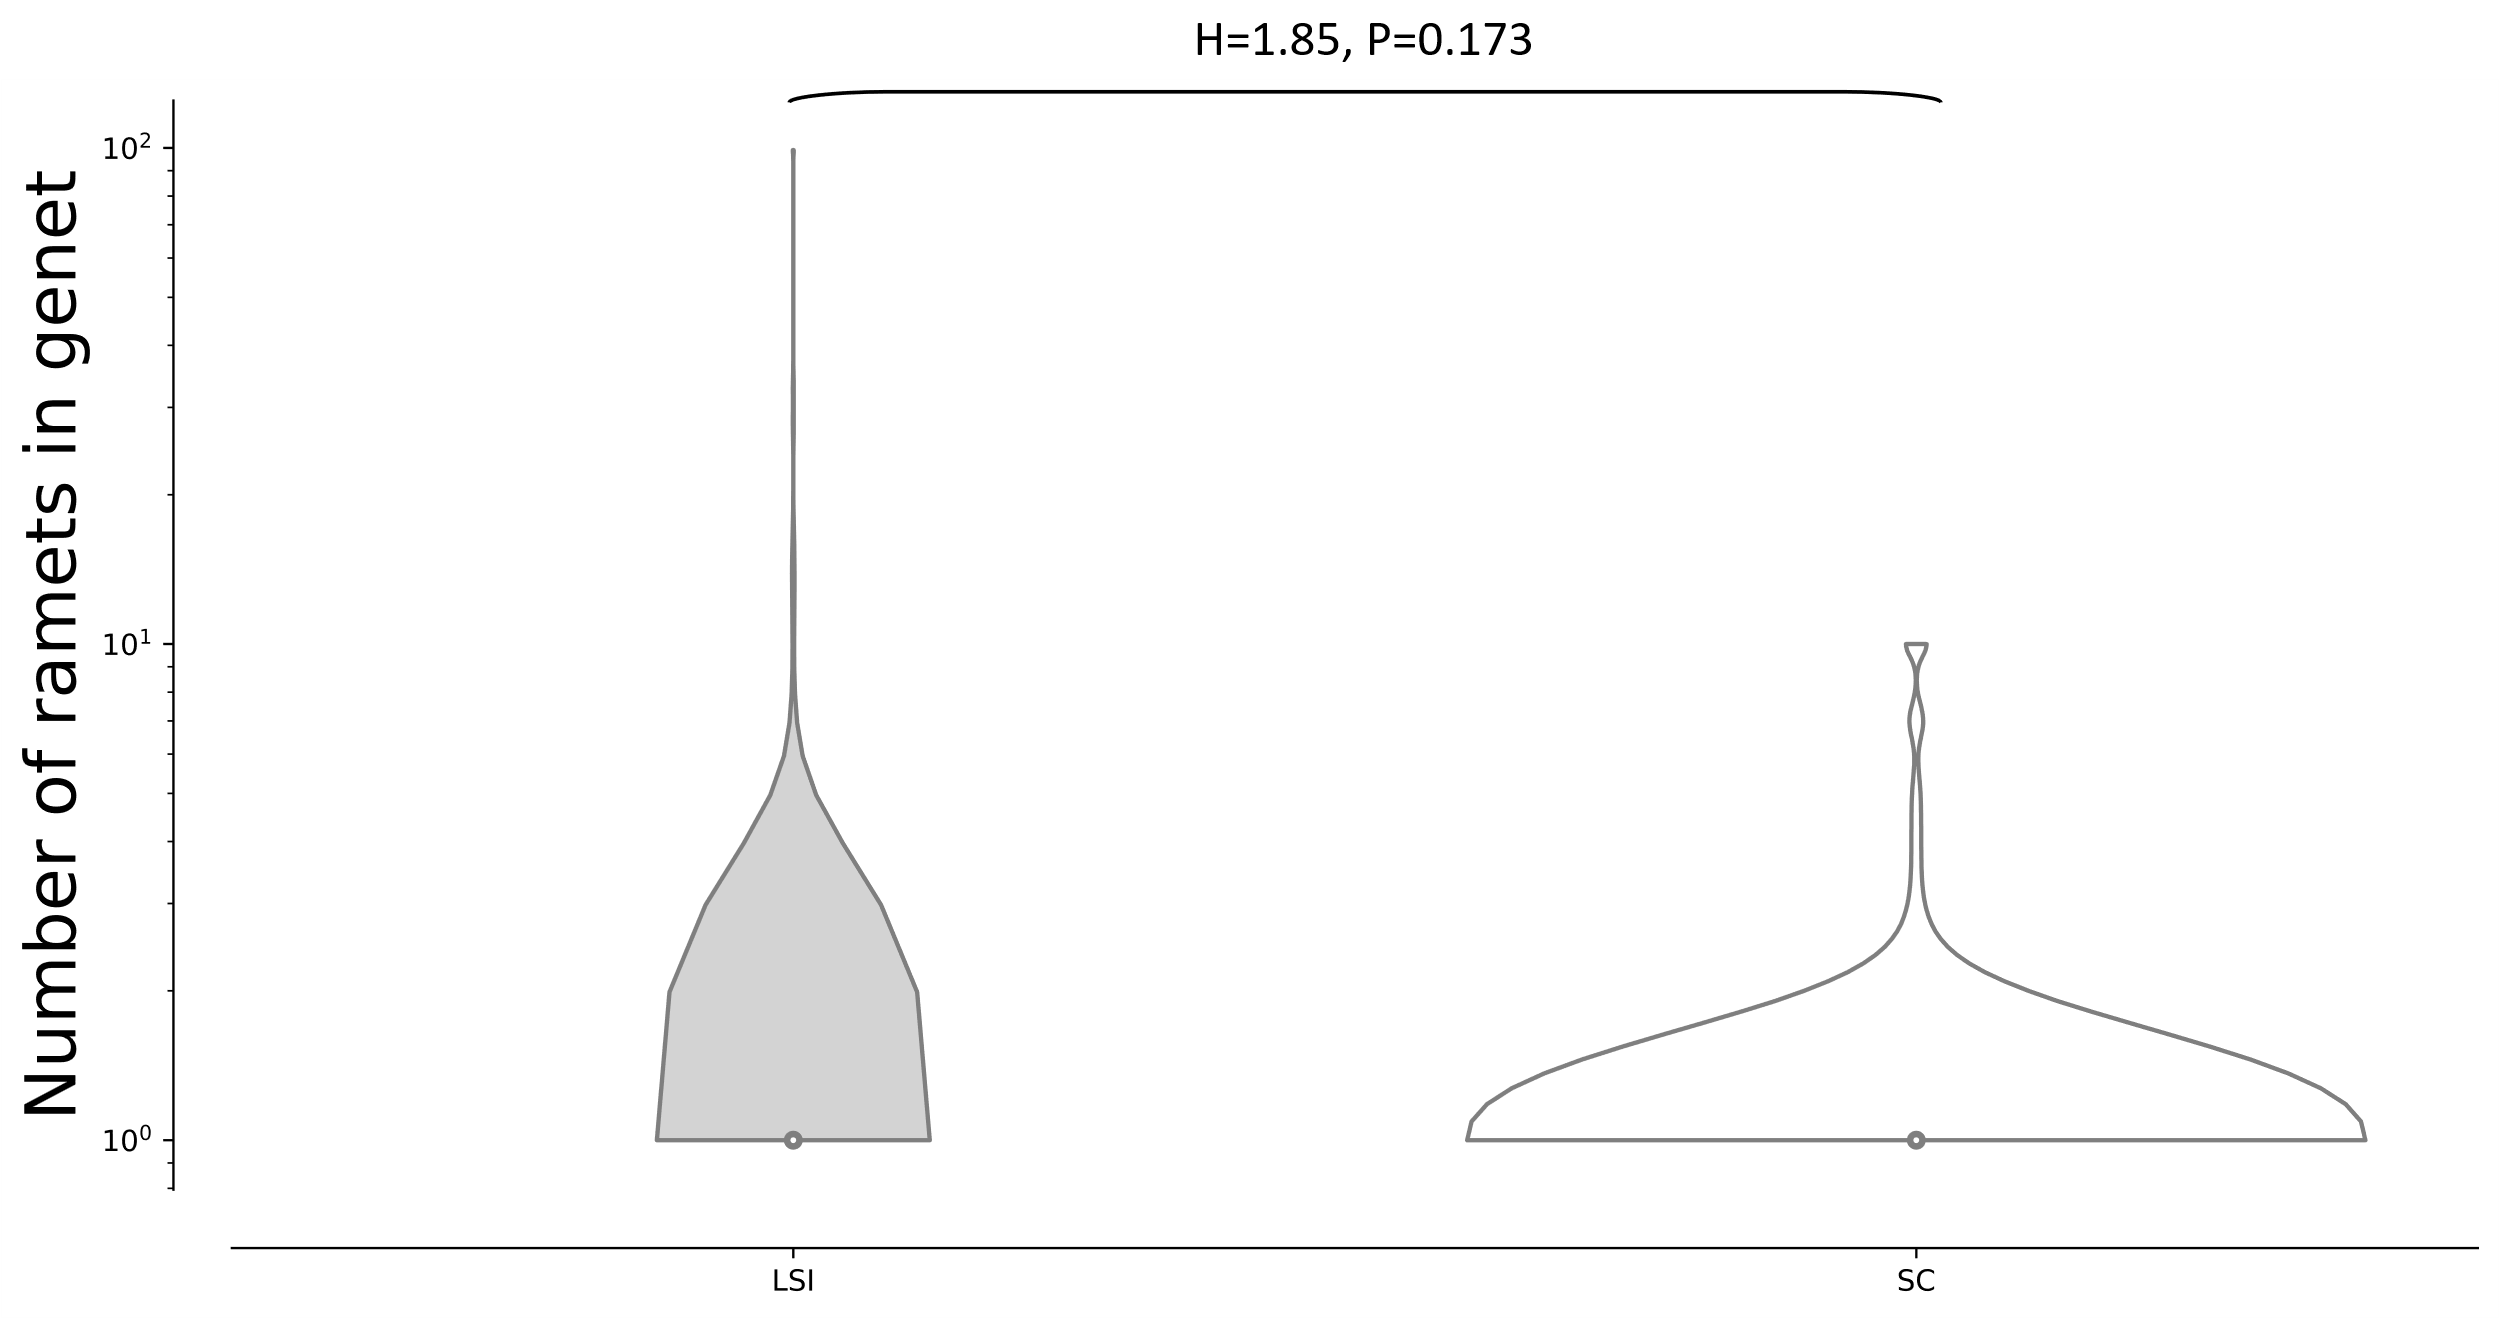 H=1.85, P=0.173
Number of ramets in genet
10²
10¹
10⁰
LSI
SC